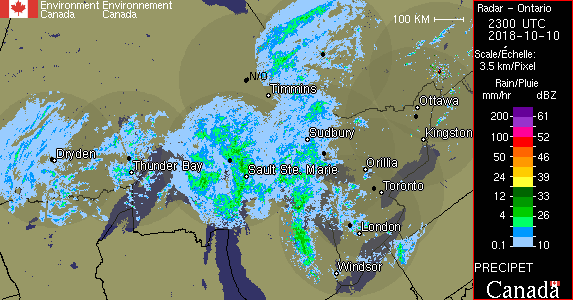 Environment Environnement
Canada Canada
100 KM
N/O
Timmins
Ottawa
Sudbury
Kingston
Dryden
Thunder Bay
Sault Ste. Marie
Orillia
Toronto
London
Windsor
Radar - Ontario
2300 UTC
2018-10-10
Scale/Échelle:
3.5 km/Pixel
Rain/Pluie
mm/hr dBZ
200 61
100 52
50 46
24 39
12 33
4 26
0.1 10
PRECIPET
Canada